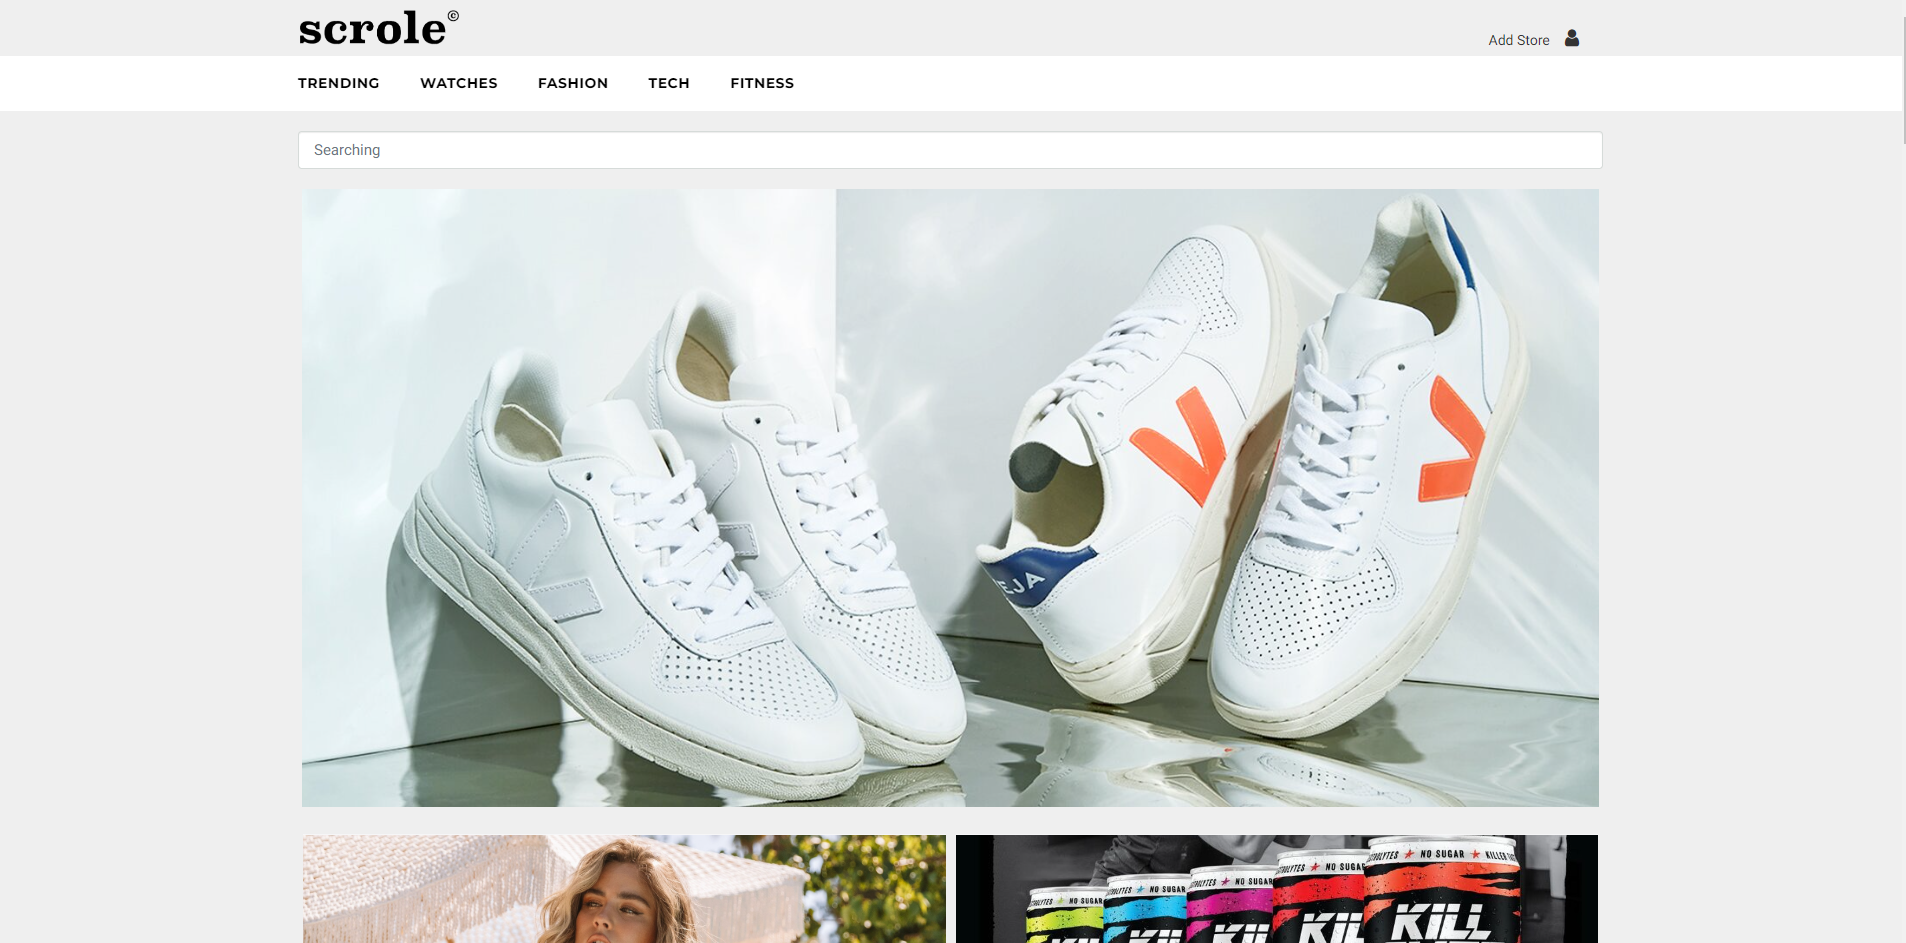 scrole©
Add Store
TRENDING WATCHES FASHION TECH FITNESS
Searching
EJA
NO SUGAR
NO SUGAR
NO SUGAR
NO SUGAR
NO SUGAR
KiLL